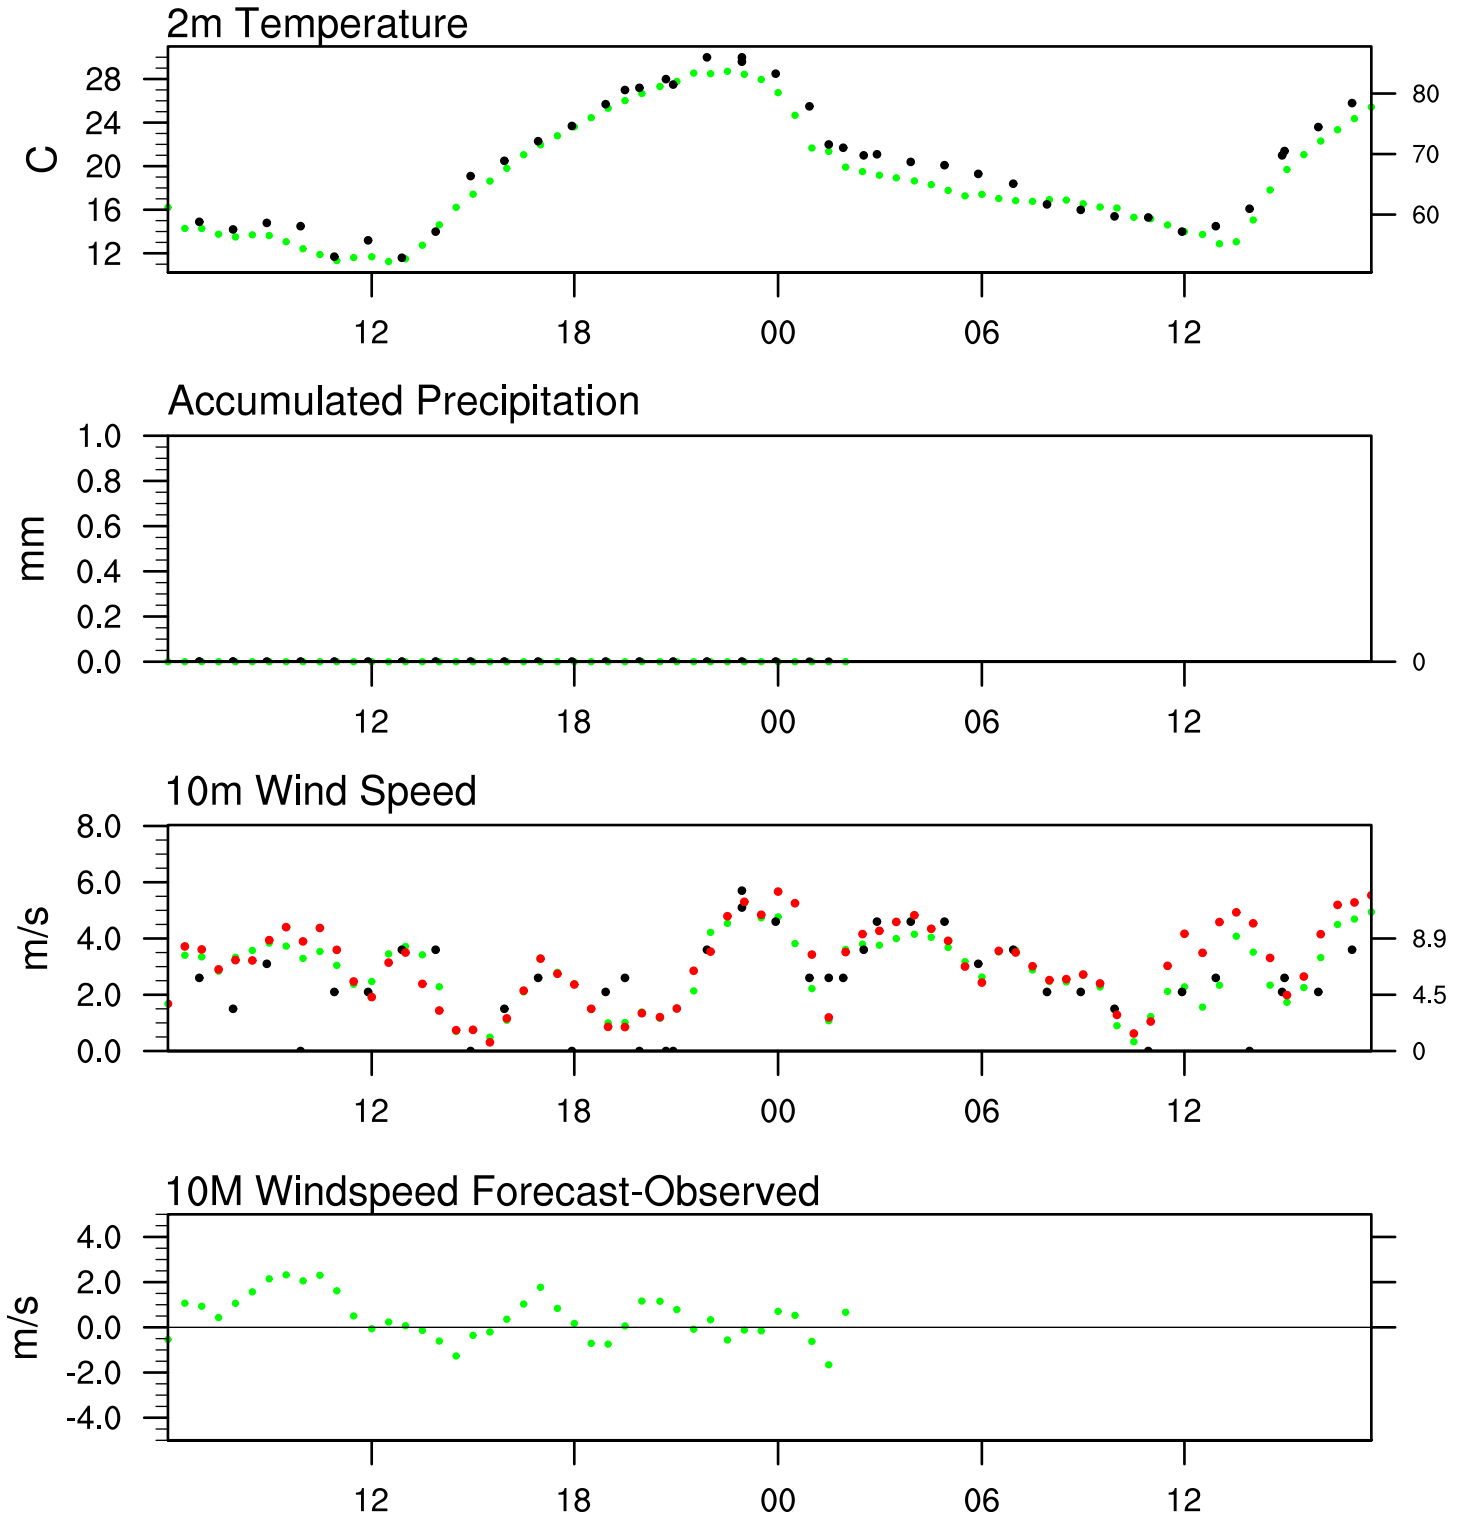 2m Temperature
C
28
24
20
16
12
80
70
60
12 18 00 06 12
Accumulated Precipitation
mm
1.0
0.8
0.6
0.4
0.2
0.0
0
12 18 00 06 12
10m Wind Speed
m/s
8.0
6.0
4.0
2.0
0.0
8.9
4.5
0
12 18 00 06 12
10M Windspeed Forecast-Observed
m/s
4.0
2.0
0.0
-2.0
-4.0
12 18 00 06 12